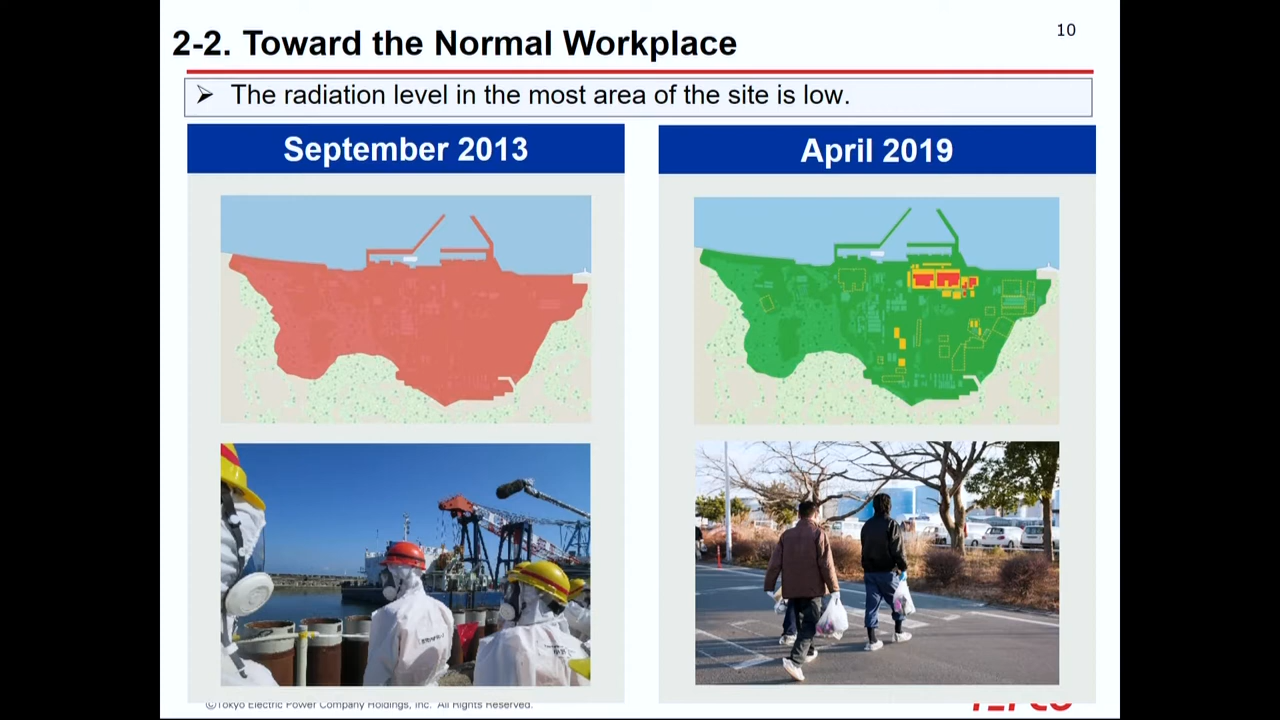 2-2. Toward the Normal Workplace
10
➢ The radiation level in the most area of the site is low.
September 2013
April 2019
©Tokyo Electric Power Company Holdings, Inc. All Rights Reserved.
TEPCO